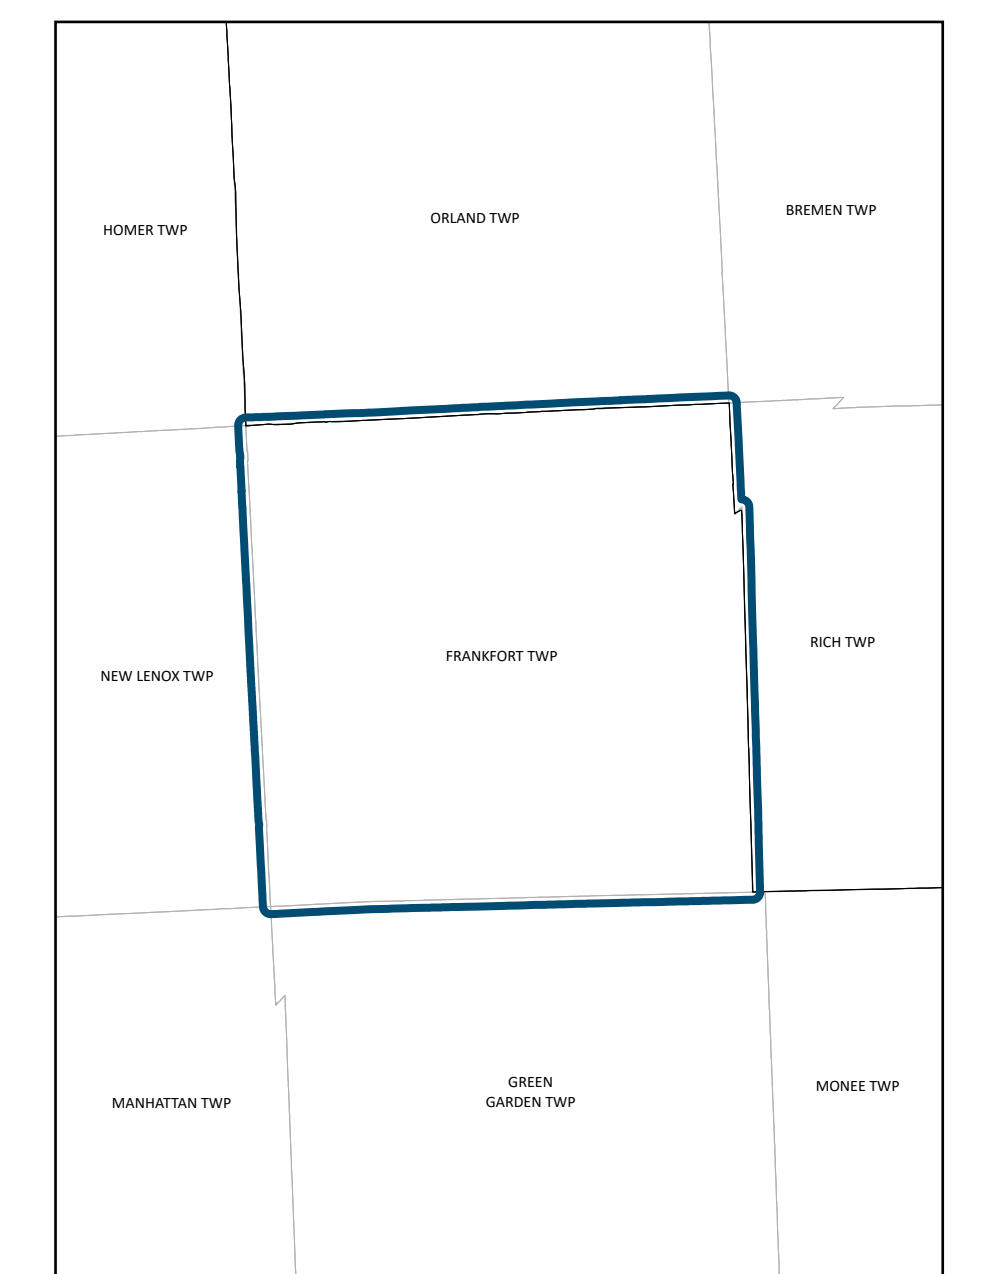 HOMER TWP
ORLAND TWP
BREMEN TWP
NEW LENOX TWP
FRANKFORT TWP
RICH TWP
MANHATTAN TWP
GREEN
GARDEN TWP
MONEE TWP